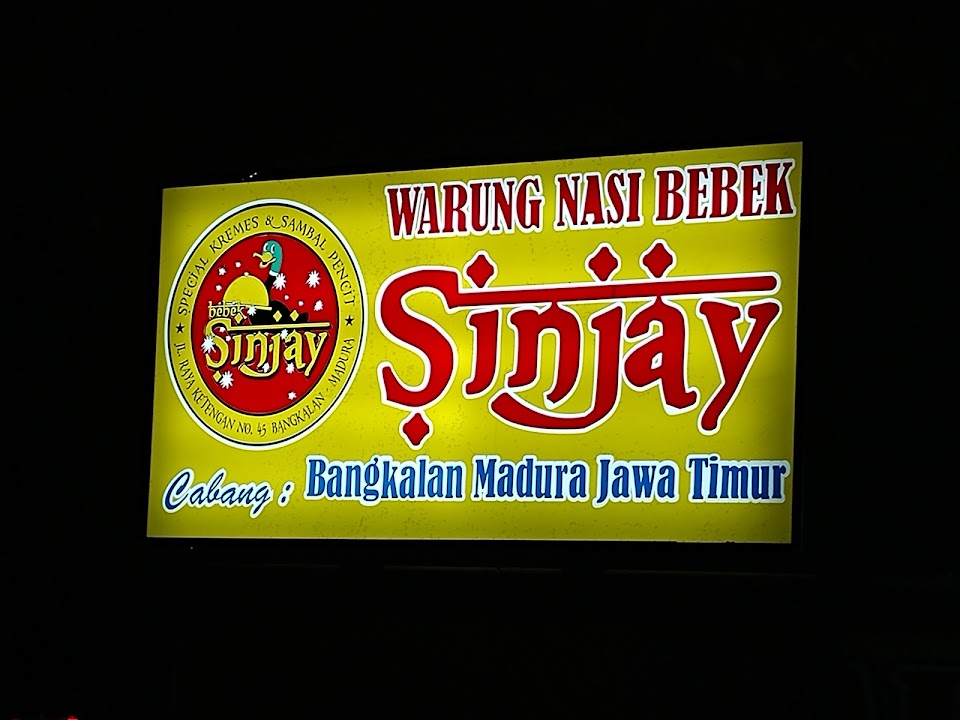 WARUNG NASI BEBEK
Sinjay
SPECIAL KREMES & SAMBAL PENCIT
bebek
Sinjay
JL. RAYA KETENGAN NO. 45 BANGKALAN - MADURA
Cabang : Bangkalan Madura Jawa Timur